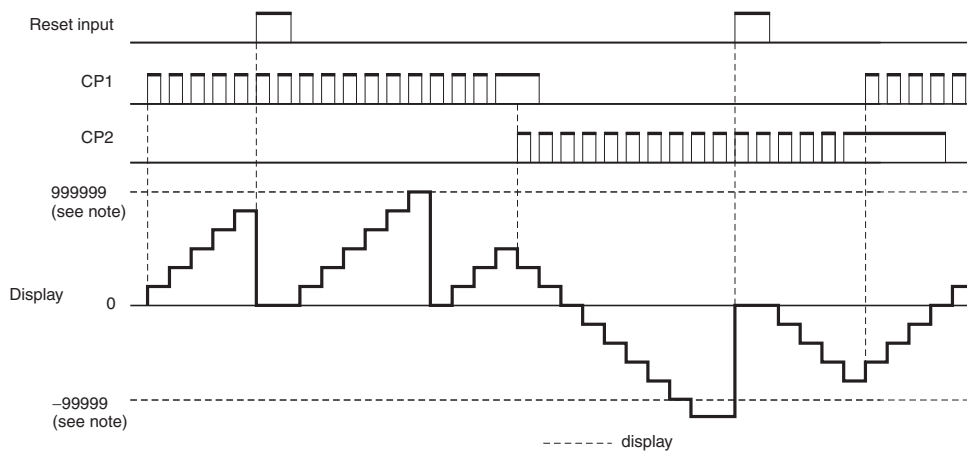 Reset input
CP1
CP2
999999
(see note)
Display
0
–99999
(see note)
display